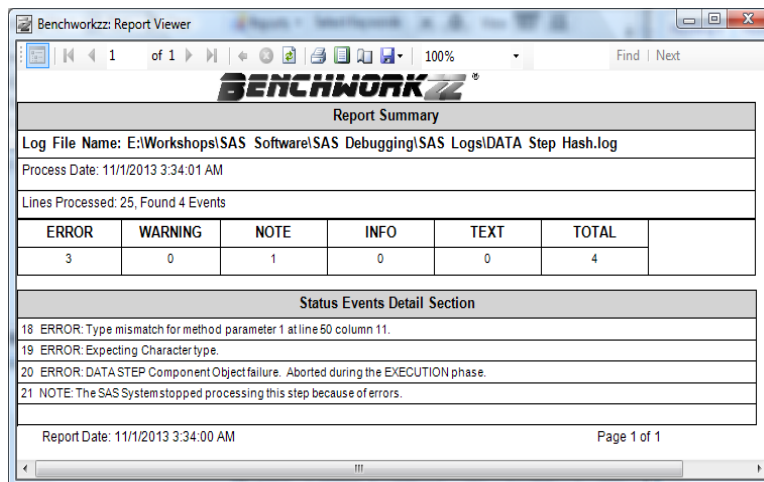 Benchworkzz: Report Viewer
1 of 1 100% Find | Next
BENCHWORKZZ ®
Report Summary
Log File Name: E:\Workshops\SAS Software\SAS Debugging\SAS Logs\DATA Step Hash.log
Process Date: 11/1/2013 3:34:01 AM
Lines Processed: 25, Found 4 Events
ERROR WARNING NOTE INFO TEXT TOTAL
3 0 1 0 0 4
Status Events Detail Section
18 ERROR: Type mismatch for method parameter 1 at line 50 column 11.
19 ERROR: Expecting Character type.
20 ERROR: DATA STEP Component Object failure. Aborted during the EXECUTION phase.
21 NOTE: The SAS System stopped processing this step because of errors.
Report Date: 11/1/2013 3:34:00 AM Page 1 of 1